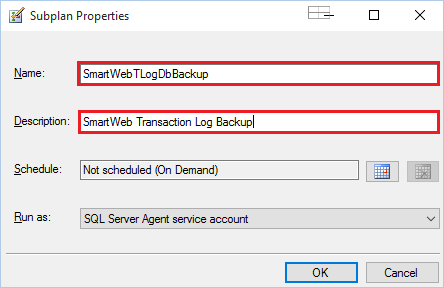 Subplan Properties
Name: SmartWebTLogDbBackup
Description: SmartWeb Transaction Log Backup
Schedule: Not scheduled (On Demand)
Run as: SQL Server Agent service account
OK Cancel